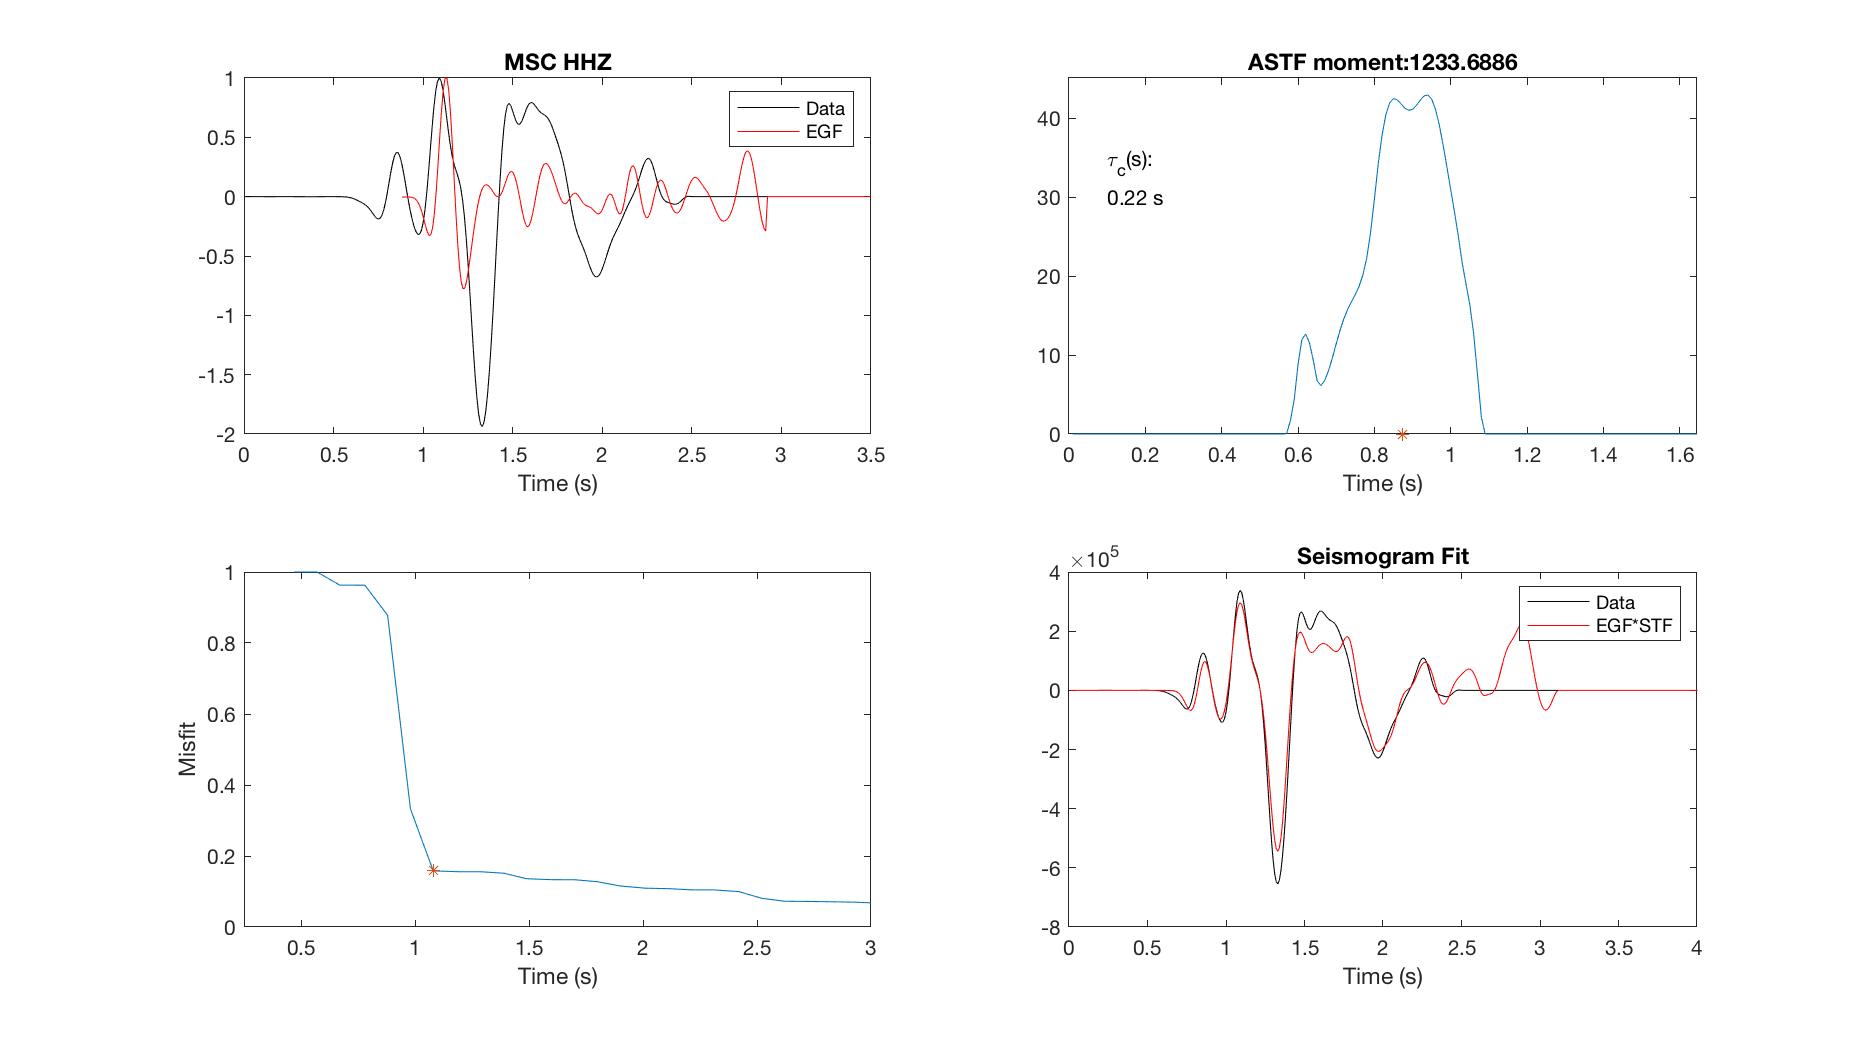 MSC HHZ
1
0.5
0
-0.5
-1
-1.5
-2
0 0.5 1 1.5 2 2.5 3 3.5
Time (s)
Data
EGF
ASTF moment:1233.6886
40
30
20
10
0
τc(s):
0.22 s
0 0.2 0.4 0.6 0.8 1 1.2 1.4 1.6
Time (s)
1
0.8
0.6
0.4
0.2
0
Misfit
0.5 1 1.5 2 2.5 3
Time (s)
Seismogram Fit
×10⁵
4
2
0
-2
-4
-6
-8
Data
EGF*STF
0 0.5 1 1.5 2 2.5 3 3.5 4
Time (s)